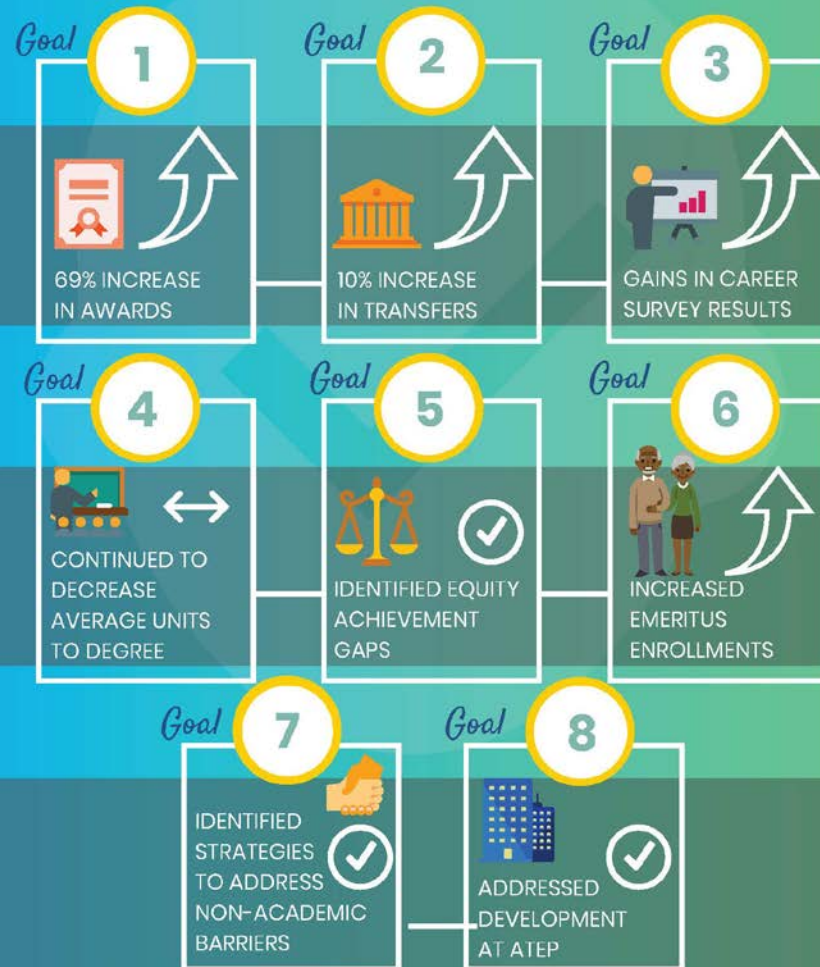 Goal
1
69% INCREASE
IN AWARDS
Goal
2
10% INCREASE
IN TRANSFERS
Goal
3
GAINS IN CAREER
SURVEY RESULTS
Goal
4
CONTINUED TO
DECREASE
AVERAGE UNITS
TO DEGREE
Goal
5
IDENTIFIED EQUITY
ACHIEVEMENT
GAPS
Goal
6
INCREASED
EMERITUS
ENROLLMENTS
Goal
7
IDENTIFIED
STRATEGIES
TO ADDRESS
NON-ACADEMIC
BARRIERS
Goal
8
ADDRESSED
DEVELOPMENT
AT ATEP